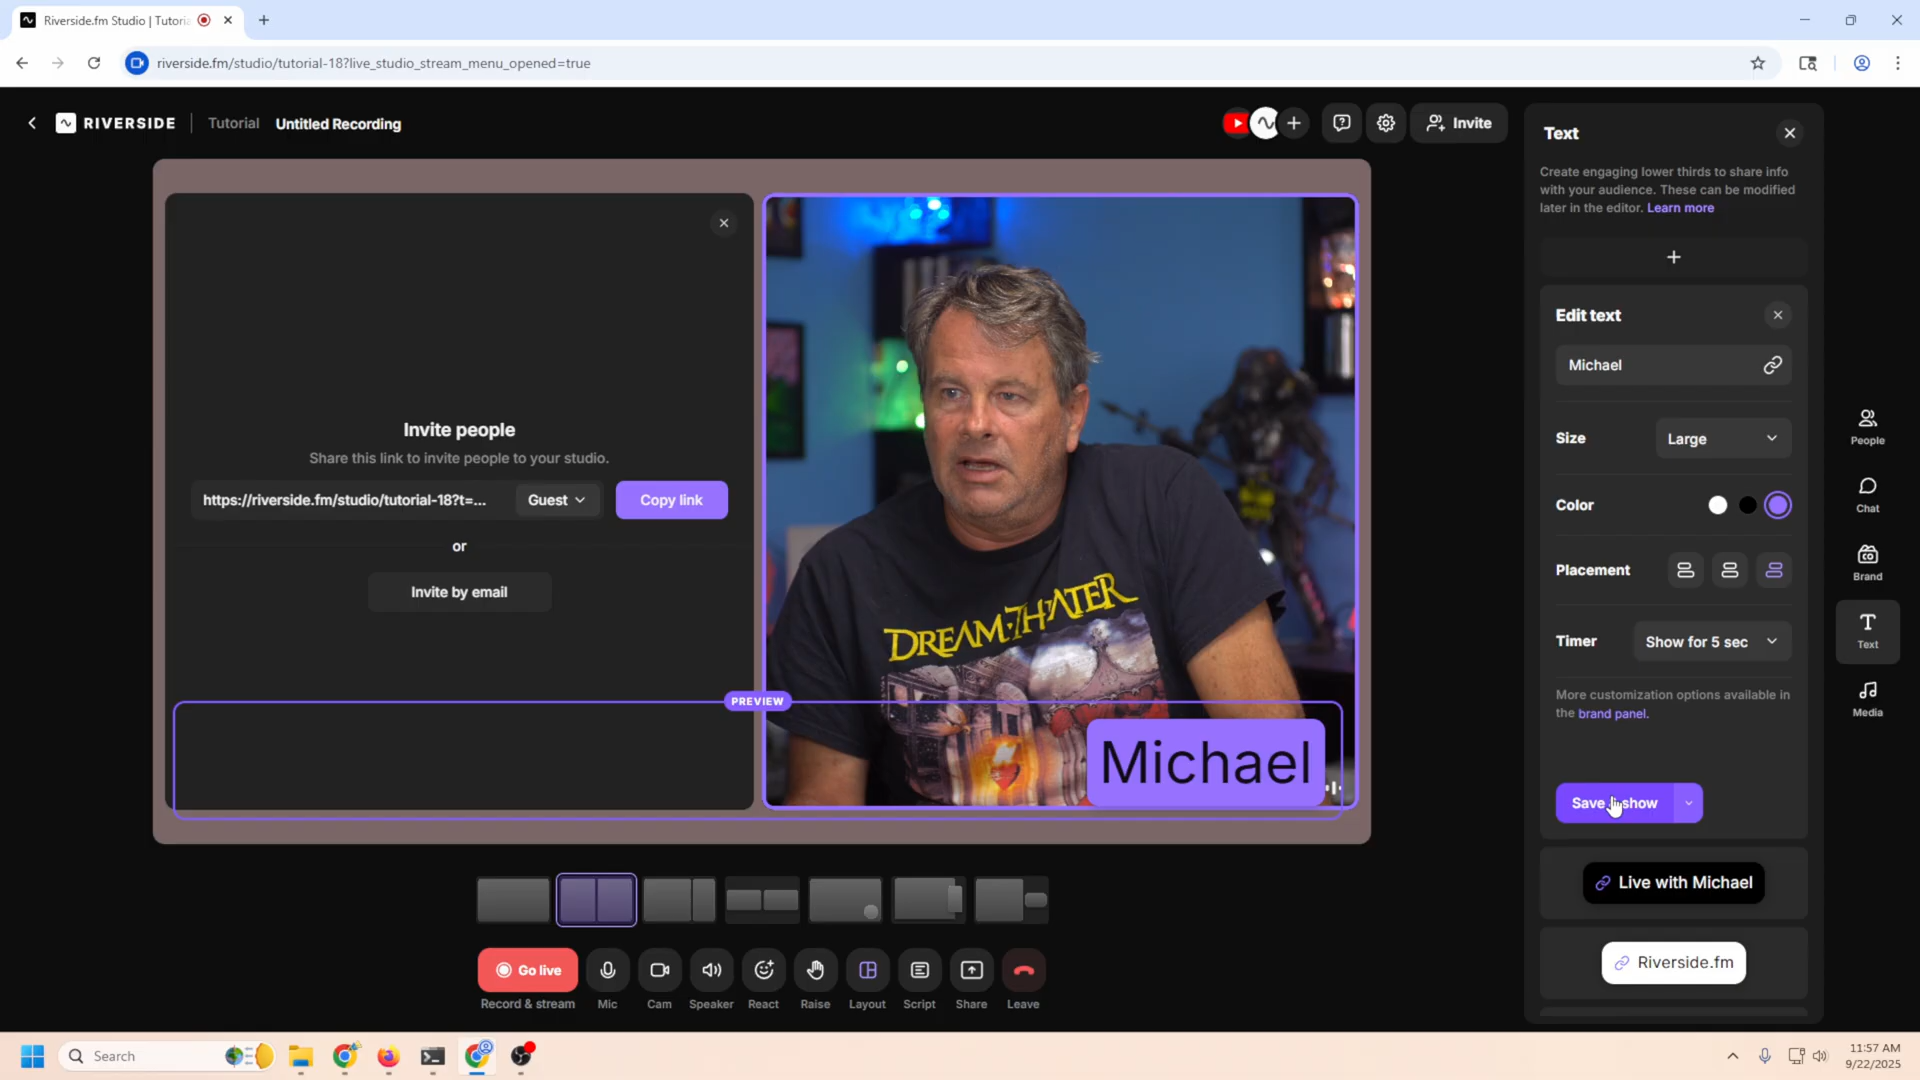 Riverside.fm Studio | Tutoria
riverside.fm/studio/tutorial-18?live_studio_stream_menu_opened=true
RIVERSIDE
Tutorial
Untitled Recording
Invite
Invite people
Share this link to invite people to your studio.
https://riverside.fm/studio/tutorial-18?t=...
Guest
Copy link
or
Invite by email
DREAM THEATER
PREVIEW
Michael
Go live
Record & stream
Mic
Cam
Speaker
React
Raise
Layout
Script
Share
Leave
Text
Create engaging lower thirds to share info
with your audience. These can be modified
later in the editor. Learn more
Edit text
Michael
Size
Large
Color
Placement
Timer
Show for 5 sec
More customization options available in
the brand panel.
Save & show
Live with Michael
Riverside.fm
People
Chat
Brand
Text
Media
Search
11:57 AM
9/22/2025